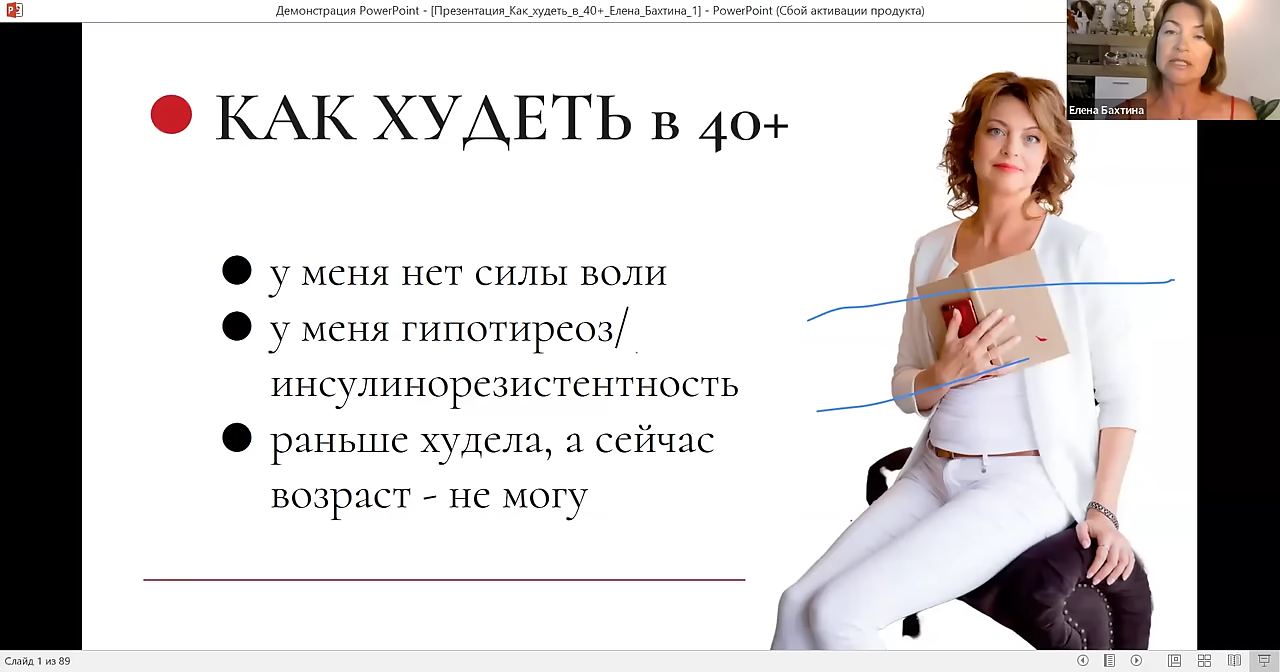 Демонстрация PowerPoint - [Презентация_Как_худеть_в_40+_Елена_Бахтина_1] - PowerPoint (Сбой активации продукта)
Елена Бахтина
КАК ХУДЕТЬ в 40+
у меня нет силы воли
у меня гипотиреоз/
инсулинорезистентность
раньше худела, а сейчас
возраст - не могу
Слайд 1 из 89